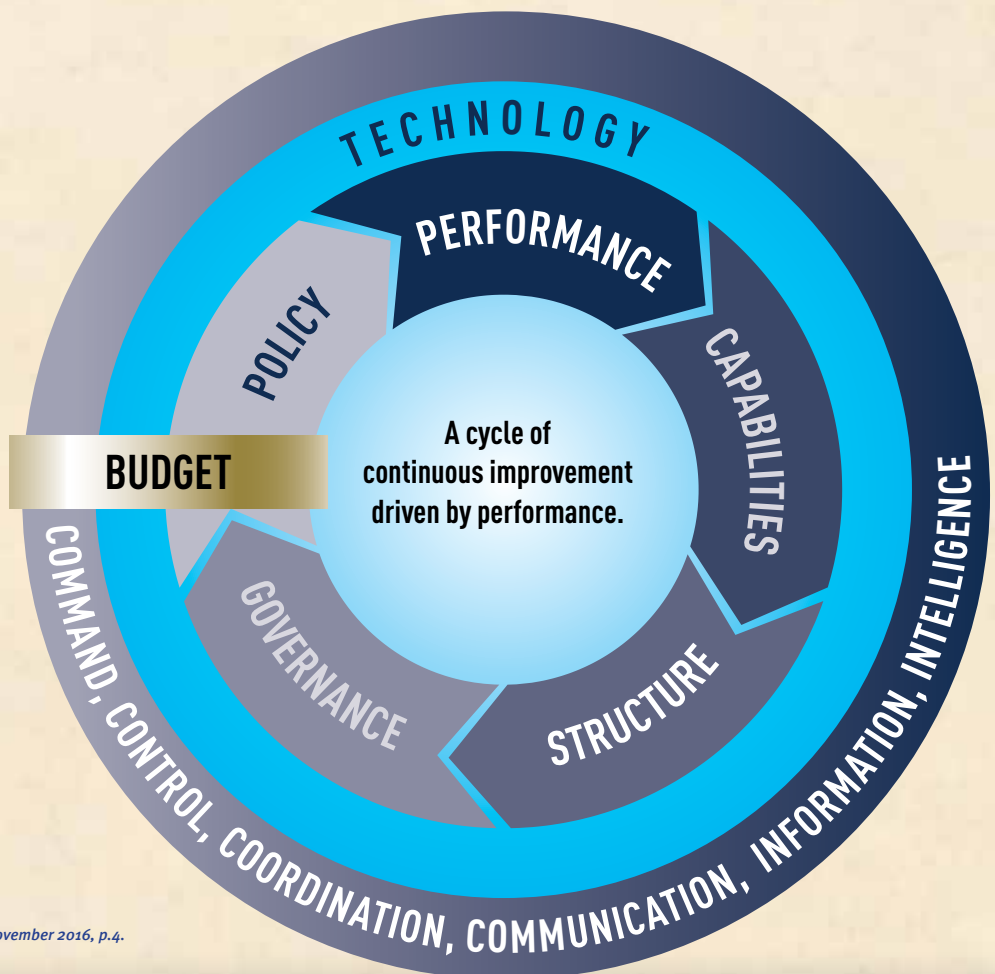 TECHNOLOGY
PERFORMANCE
CAPABILITIES
STRUCTURE
GOVERNANCE
POLICY
BUDGET
A cycle of
continuous improvement
driven by performance.
COMMAND, CONTROL, COORDINATION, COMMUNICATION, INFORMATION, INTELLIGENCE
2016, p.4.